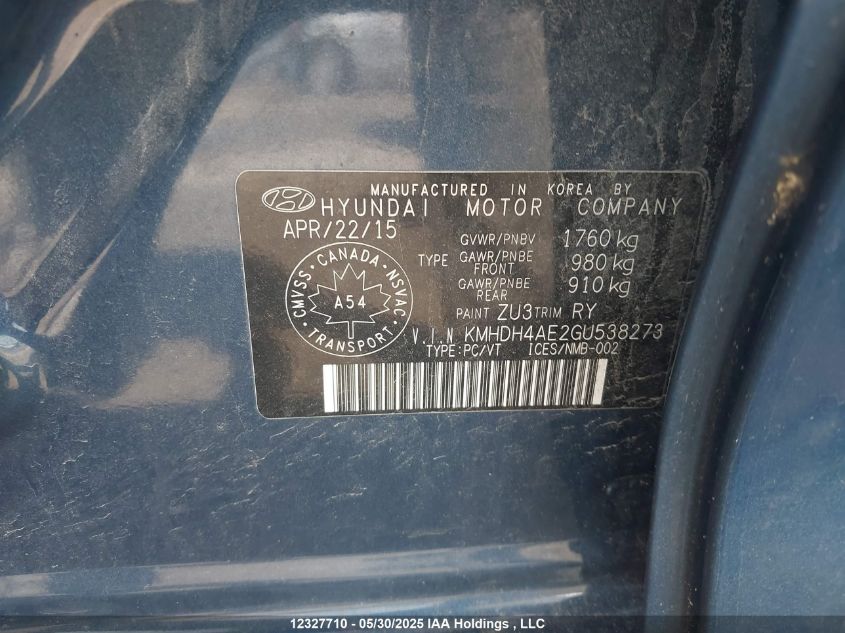 MANUFACTURED IN KOREA BY
HYUNDAI MOTOR COMPANY
APR/22/15
GVWR/PNBV 1760 kg
TYPE GAWR/PNBE FRONT 980 kg
GAWR/PNBE REAR 910 kg
CMVSS • CANADA • NSVAC
A54
• TRANSPORT •
PAINT ZU3 TRIM RY
V.I.N KMHDH4AE2GU538273
TYPE:PC/VT ICES/NMB-002
12327710 - 05/30/2025 IAA Holdings , LLC